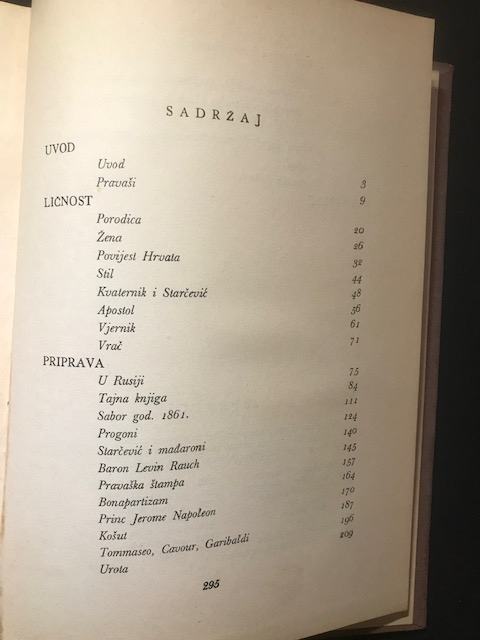 SADRŽAJ
UVOD
Uvod 3
Pravaši 9
LIČNOST
Porodica 20
Žena 26
Povijest Hrvata 32
Stil 44
Kvaternik i Starčević 48
Apostol 56
Vjernik 61
Vrač 71
PRIPRAVA
U Rusiji 75
Tajna knjiga 84
Sabor god. 1861. 111
Progoni 124
Starčević i mađaroni 140
Baron Levin Rauch 145
Pravaška štampa 157
Bonapartizam 164
Princ Jerome Napoleon 170
Košut 187
Tommaseo, Cavour, Garibaldi 196
Urota 209
295